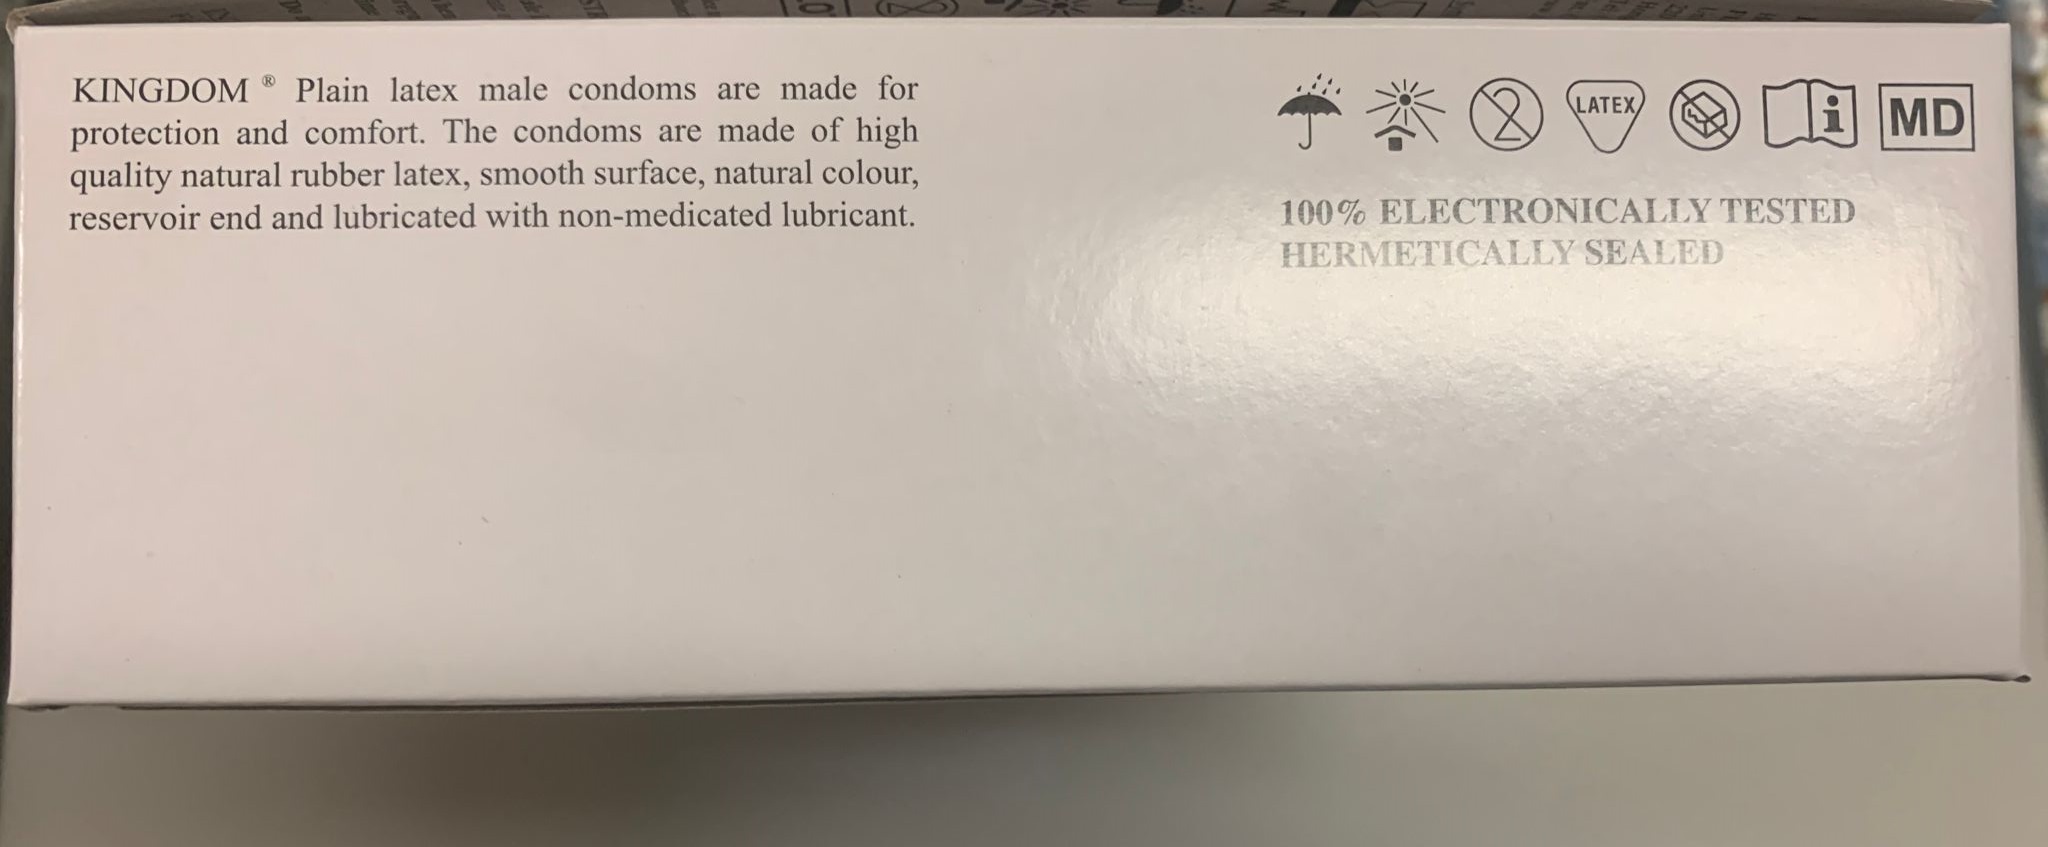 KINGDOM ® Plain latex male condoms are made for
protection and comfort. The condoms are made of high
quality natural rubber latex, smooth surface, natural colour,
reservoir end and lubricated with non-medicated lubricant.
2
LATEX
i
MD
100% ELECTRONICALLY TESTED
HERMETICALLY SEALED